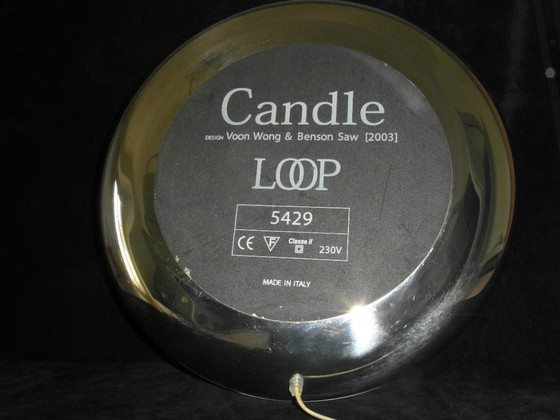 Candle
DESIGN Voon Wong & Benson Saw [2003]
LOOP
5429
CE F Classe II 230V
MADE IN ITALY